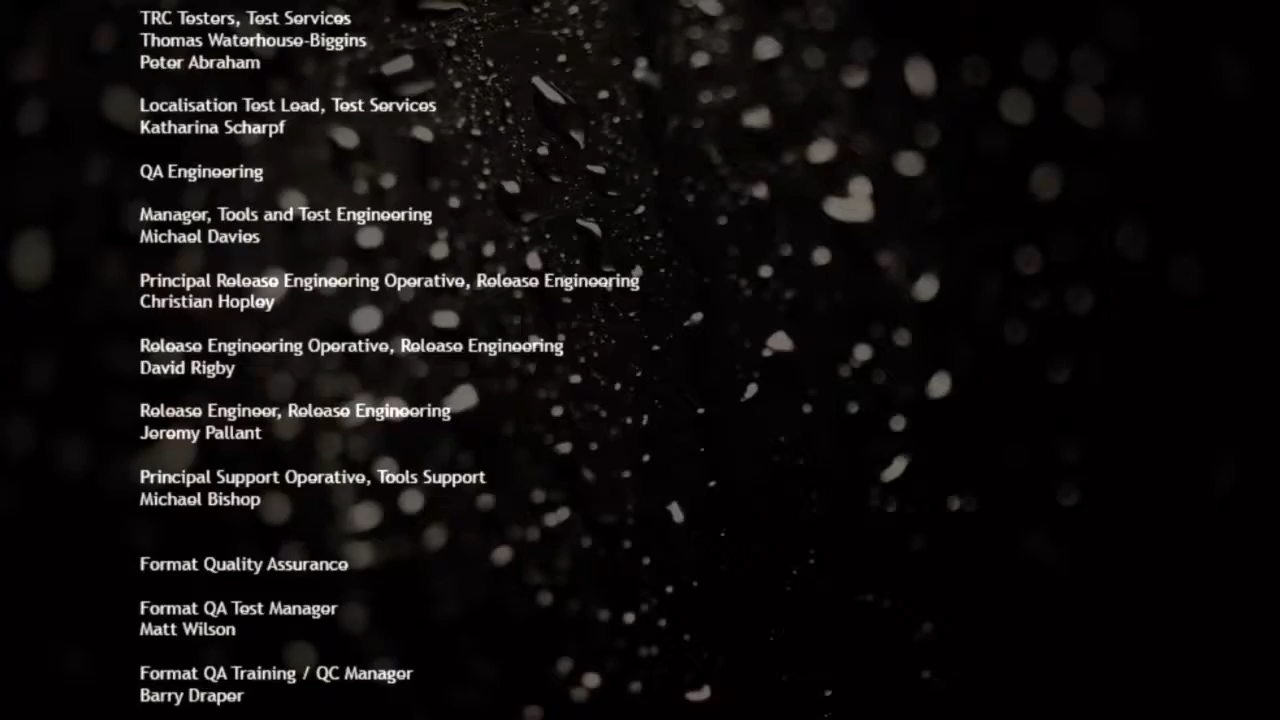 TRC Testers, Test Services
Thomas Waterhouse-Biggins
Peter Abraham
Localisation Test Lead, Test Services
Katharina Scharpf
QA Engineering
Manager, Tools and Test Engineering
Michael Davies
Principal Release Engineering Operative, Release Engineering
Christian Hopley
Release Engineering Operative, Release Engineering
David Rigby
Release Engineer, Release Engineering
Jeremy Pallant
Principal Support Operative, Tools Support
Michael Bishop
Format Quality Assurance
Format QA Test Manager
Matt Wilson
Format QA Training / QC Manager
Barry Draper